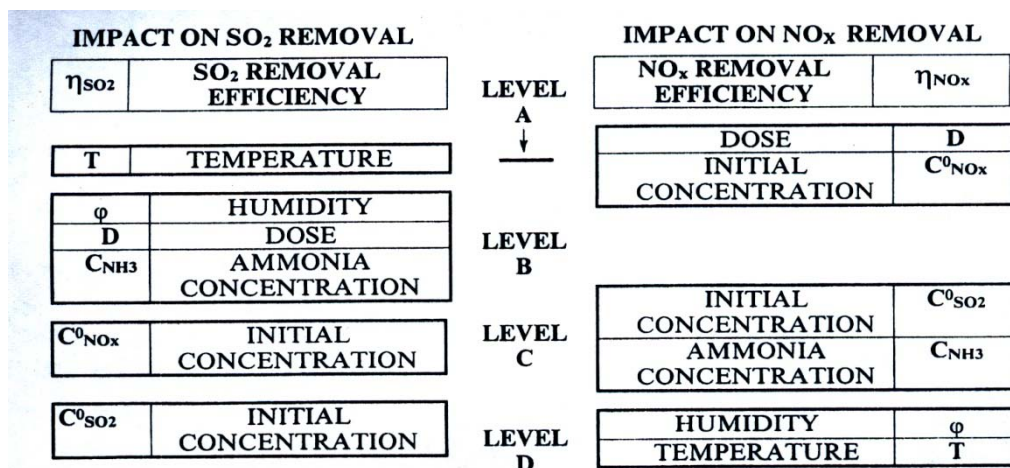 IMPACT ON SO₂ REMOVAL
ηSO2 SO₂ REMOVAL
EFFICIENCY
T TEMPERATURE
φ HUMIDITY
D DOSE
CNH3 AMMONIA
CONCENTRATION
C⁰NOx INITIAL
CONCENTRATION
C⁰SO2 INITIAL
CONCENTRATION
LEVEL
A
LEVEL
B
LEVEL
C
LEVEL
D
IMPACT ON NOX REMOVAL
NOx REMOVAL ηNOx
EFFICIENCY
DOSE D
INITIAL C⁰NOx
CONCENTRATION
INITIAL C⁰SO2
CONCENTRATION
AMMONIA CNH3
CONCENTRATION
HUMIDITY φ
TEMPERATURE T